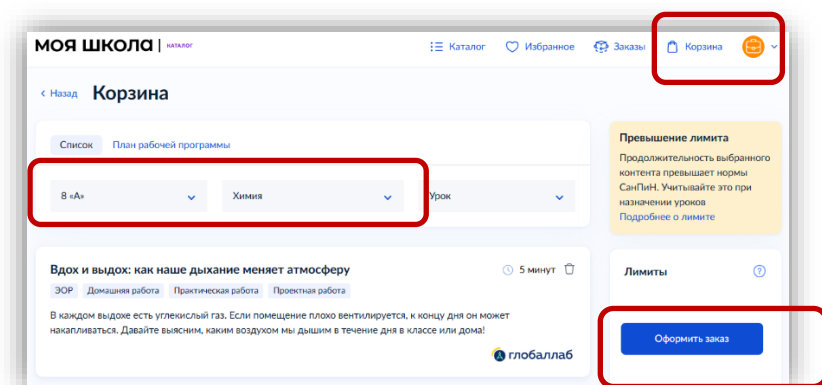 МОЯ ШКОЛА | КАТАЛОГ
Каталог
Избранное
Заказы
Корзина
‹ Назад
Корзина
Список
План рабочей программы
8 «А»
Химия
Урок
Превышение лимита
Продолжительность выбранного
контента превышает нормы
СанПиН. Учитывайте это при
назначении уроков
Подробнее о лимите
Вдох и выдох: как наше дыхание меняет атмосферу
5 минут
ЭОР
Домашняя работа
Практическая работа
Проектная работа
В каждом выдохе есть углекислый газ. Если помещение плохо вентилируется, к концу дня он может
накапливаться. Давайте выясним, каким воздухом мы дышим в течение дня в классе или дома!
глобаллаб
Лимиты
?
Оформить заказ